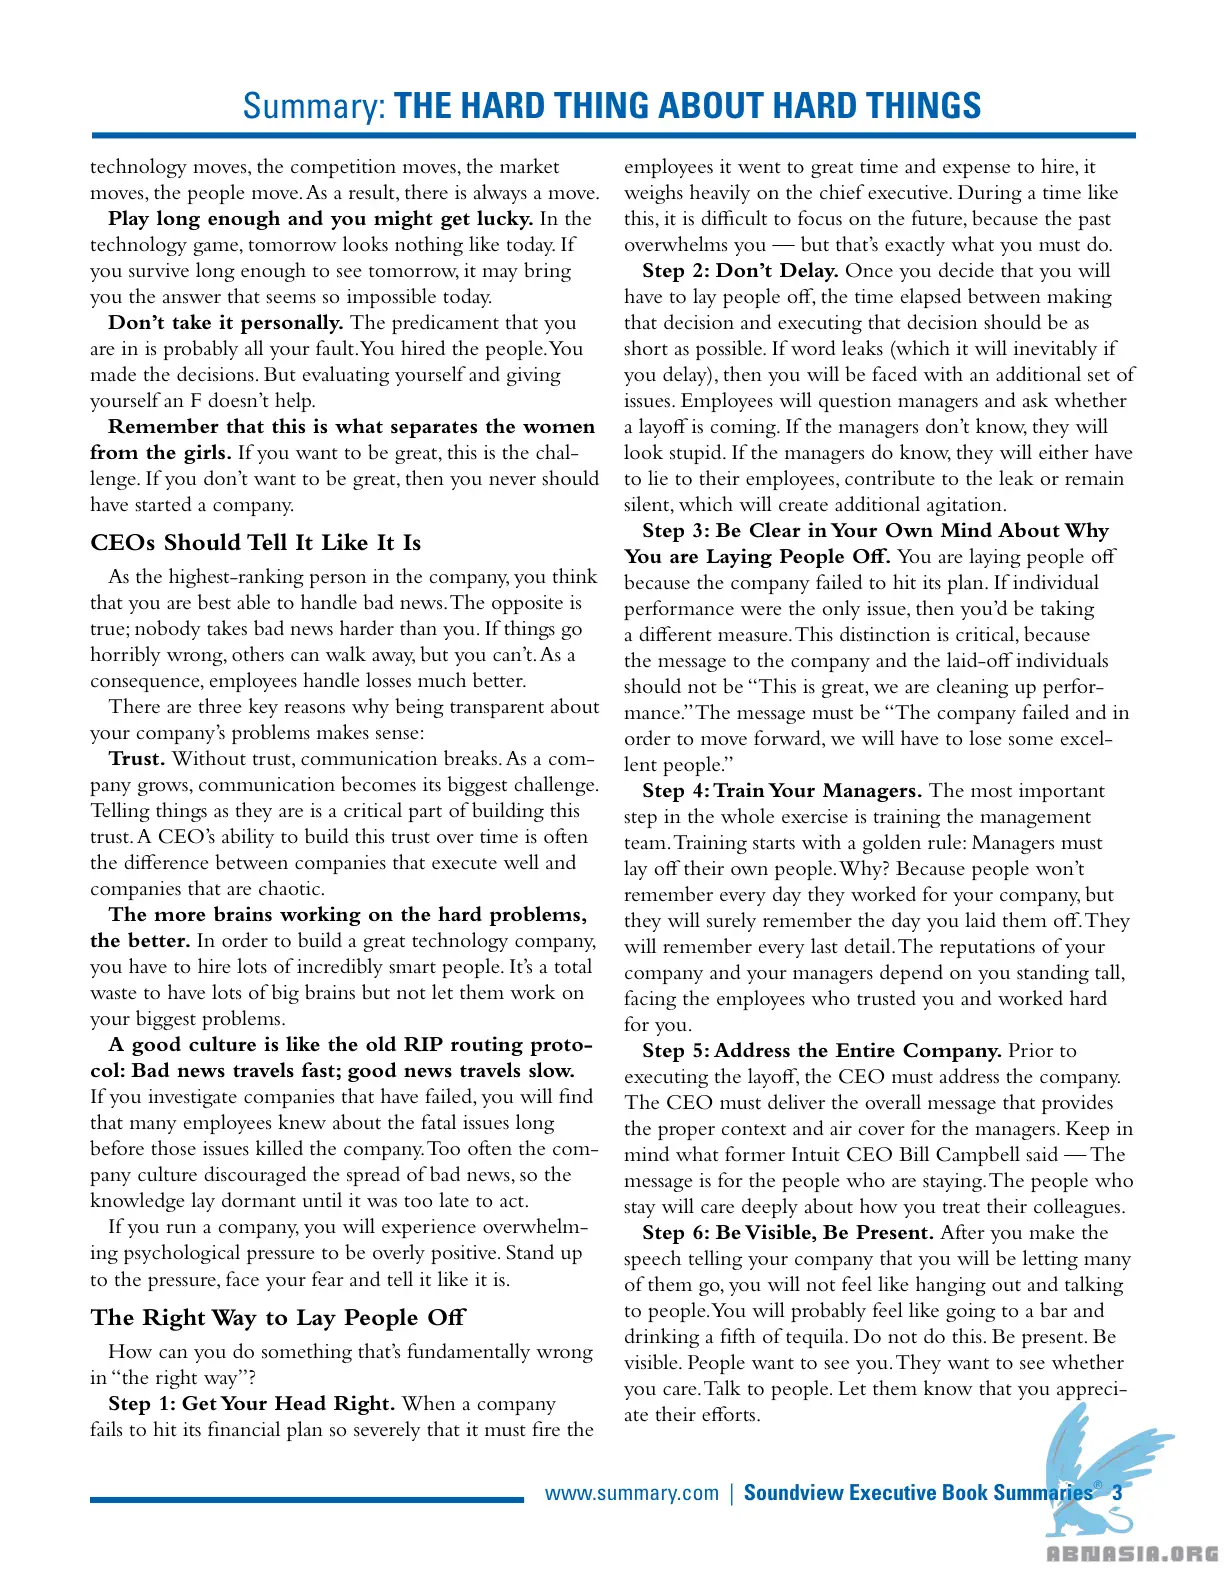 Summary: THE HARD THING ABOUT HARD THINGS
technology moves, the competition moves, the market
moves, the people move. As a result, there is always a move.
Play long enough and you might get lucky. In the
technology game, tomorrow looks nothing like today. If
you survive long enough to see tomorrow, it may bring
you the answer that seems so impossible today.
Don't take it personally. The predicament that you
are in is probably all your fault. You hired the people. You
made the decisions. But evaluating yourself and giving
yourself an F doesn't help.
Remember that this is what separates the women
from the girls. If you want to be great, this is the chal-
lenge. If you don't want to be great, then you never should
have started a company.
CEOs Should Tell It Like It Is
As the highest-ranking person in the company, you think
that you are best able to handle bad news. The opposite is
true; nobody takes bad news harder than you. If things go
horribly wrong, others can walk away, but you can't. As a
consequence, employees handle losses much better.
There are three key reasons why being transparent about
your company's problems makes sense:
Trust. Without trust, communication breaks. As a com-
pany grows, communication becomes its biggest challenge.
Telling things as they are is a critical part of building this
trust. A CEO's ability to build this trust over time is often
the difference between companies that execute well and
companies that are chaotic.
The more brains working on the hard problems,
the better. In order to build a great technology company,
you have to hire lots of incredibly smart people. It's a total
waste to have lots of big brains but not let them work on
your biggest problems.
A good culture is like the old RIP routing proto-
col: Bad news travels fast; good news travels slow.
If you investigate companies that have failed, you will find
that many employees knew about the fatal issues long
before those issues killed the company. Too often the com-
pany culture discouraged the spread of bad news, so the
knowledge lay dormant until it was too late to act.
If you run a company, you will experience overwhelm-
ing psychological pressure to be overly positive. Stand up
to the pressure, face your fear and tell it like it is.
The Right Way to Lay People Off
How can you do something that's fundamentally wrong
in “the right way”?
Step 1: Get Your Head Right. When a company
fails to hit its financial plan so severely that it must fire the
employees it went to great time and expense to hire, it
weighs heavily on the chief executive. During a time like
this, it is difficult to focus on the future, because the past
overwhelms you — but that's exactly what you must do.
Step 2: Don't Delay. Once you decide that you will
have to lay people off, the time elapsed between making
that decision and executing that decision should be as
short as possible. If word leaks (which it will inevitably if
you delay), then you will be faced with an additional set of
issues. Employees will question managers and ask whether
a layoff is coming. If the managers don't know, they will
look stupid. If the managers do know, they will either have
to lie to their employees, contribute to the leak or remain
silent, which will create additional agitation.
Step 3: Be Clear in Your Own Mind About Why
You are Laying People Off. You are laying people off
because the company failed to hit its plan. If individual
performance were the only issue, then you'd be taking
a different measure. This distinction is critical, because
the message to the company and the laid-off individuals
should not be “This is great, we are cleaning up perfor-
mance.” The message must be “The company failed and in
order to move forward, we will have to lose some excel-
lent people.”
Step 4: Train Your Managers. The most important
step in the whole exercise is training the management
team. Training starts with a golden rule: Managers must
lay off their own people. Why? Because people won't
remember every day they worked for your company, but
they will surely remember the day you laid them off. They
will remember every last detail. The reputations of your
company and your managers depend on you standing tall,
facing the employees who trusted you and worked hard
for you.
Step 5: Address the Entire Company. Prior to
executing the layoff, the CEO must address the company.
The CEO must deliver the overall message that provides
the proper context and air cover for the managers. Keep in
mind what former Intuit CEO Bill Campbell said — The
message is for the people who are staying. The people who
stay will care deeply about how you treat their colleagues.
Step 6: Be Visible, Be Present. After you make the
speech telling your company that you will be letting many
of them go, you will not feel like hanging out and talking
to people. You will probably feel like going to a bar and
drinking a fifth of tequila. Do not do this. Be present. Be
visible. People want to see you. They want to see whether
you care. Talk to people. Let them know that you appreci-
ate their efforts.
www.summary.com | Soundview Executive Book Summaries® 3
ABNASIA.ORG